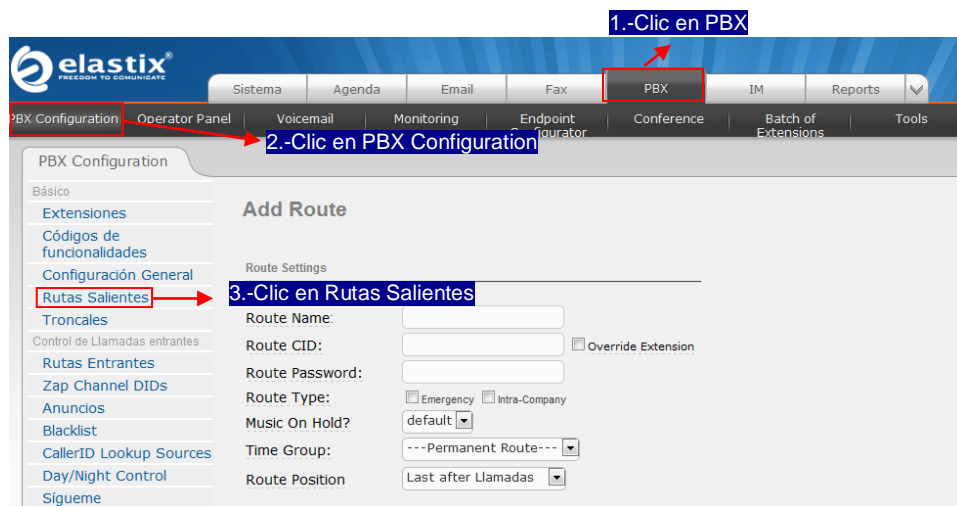 1.-Clic en PBX
elastix®
FREEDOM TO COMUNICATE
Sistema Agenda Email Fax PBX IM Reports
PBX Configuration Operator Panel Voicemail Monitoring Endpoint Configurator Conference Batch of Extensions Tools
2.-Clic en PBX Configuration
PBX Configuration
Básico
Extensiones
Add Route
Códigos de
funcionalidades
Configuración General
Route Settings
Rutas Salientes
3.-Clic en Rutas Salientes
Troncales
Route Name:
Control de Llamadas entrantes
Route CID: Override Extension
Rutas Entrantes
Route Password:
Zap Channel DIDs
Route Type: Emergency Intra-Company
Anuncios
Music On Hold? default
Blacklist
CallerID Lookup Sources
Time Group: ---Permanent Route---
Day/Night Control
Route Position Last after Llamadas
Sígueme